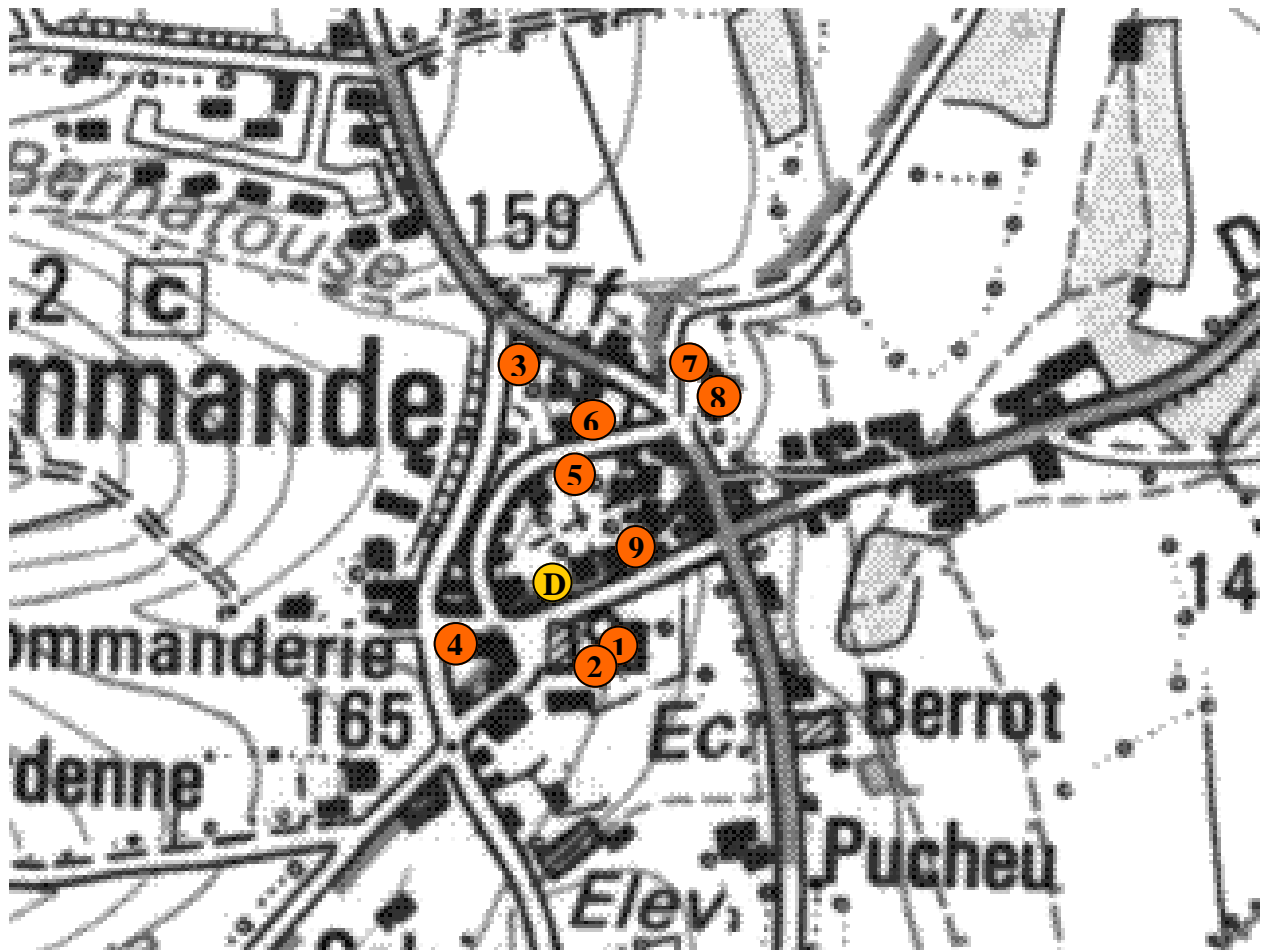 Bernatouse
159
.2
C
Tf.
D
mmande
3
7
8
6
5
9
D
14
4
1
2
ommanderie
165
Ec.
Berrot
denne
Pucheu
Elev,